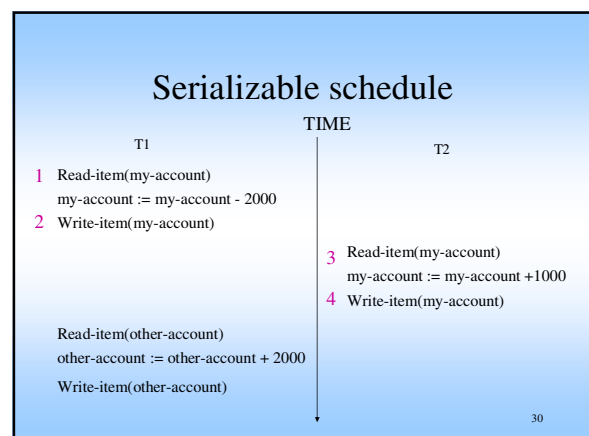 Serializable schedule
TIME
T1
T2
1 Read-item(my-account)
my-account := my-account - 2000
2 Write-item(my-account)
3 Read-item(my-account)
my-account := my-account +1000
4 Write-item(my-account)
Read-item(other-account)
other-account := other-account + 2000
Write-item(other-account)
30